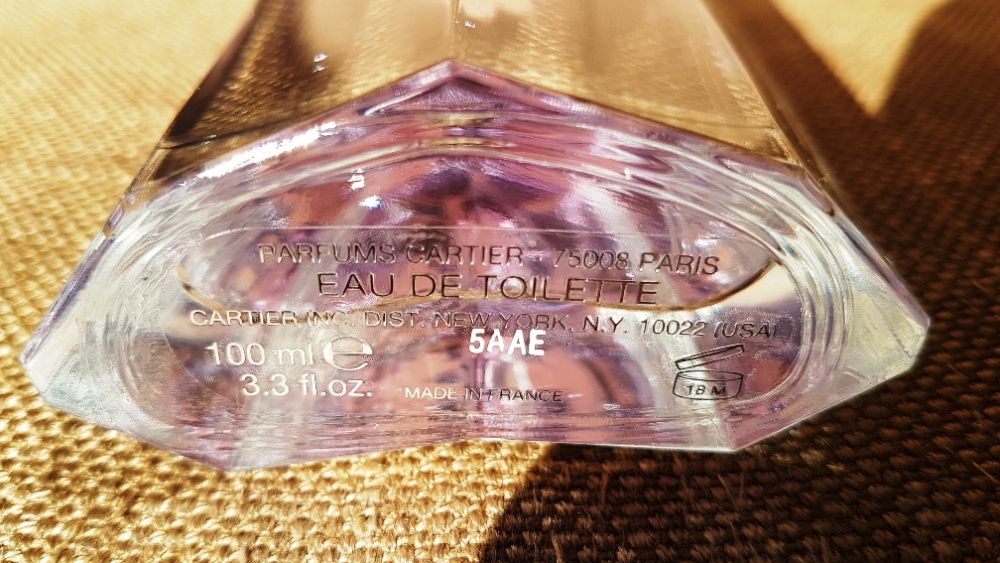 PARFUMS CARTIER - 75008 PARIS
EAU DE TOILETTE
CARTIER INC. DIST. NEW YORK, N.Y. 10022 (USA)
100 ml e 5AAE
3.3 fl.oz. MADE IN FRANCE 18 M